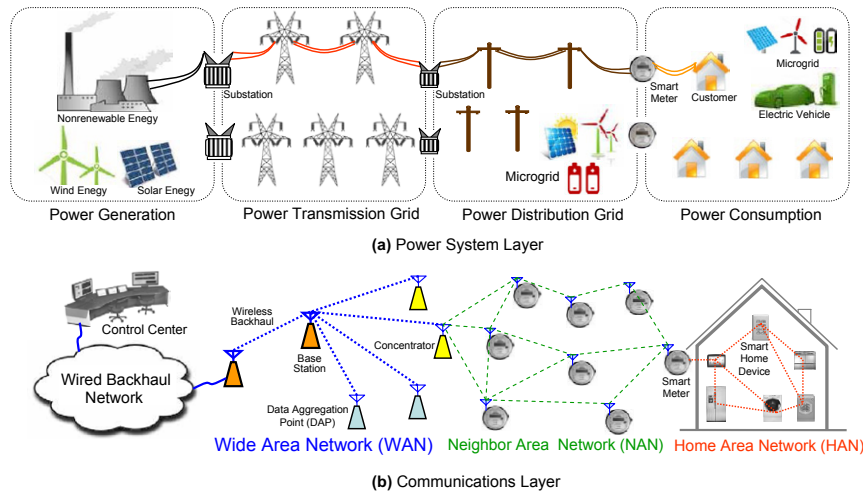 Microgrid
Substation
Substation
Smart
Meter
Customer
Nonrenewable Enegy
Electric Vehicle
Wind Enegy
Solar Enegy
Microgrid
Power Generation
Power Transmission Grid
Power Distribution Grid
Power Consumption
(a) Power System Layer
Control Center
Wireless
Backhaul
Base
Station
Concentrator
Smart
Home
Device
Smart
Meter
Wired Backhaul
Network
Data Aggregation
Point (DAP)
Wide Area Network (WAN)
Neighbor Area Network (NAN)
Home Area Network (HAN)
(b) Communications Layer